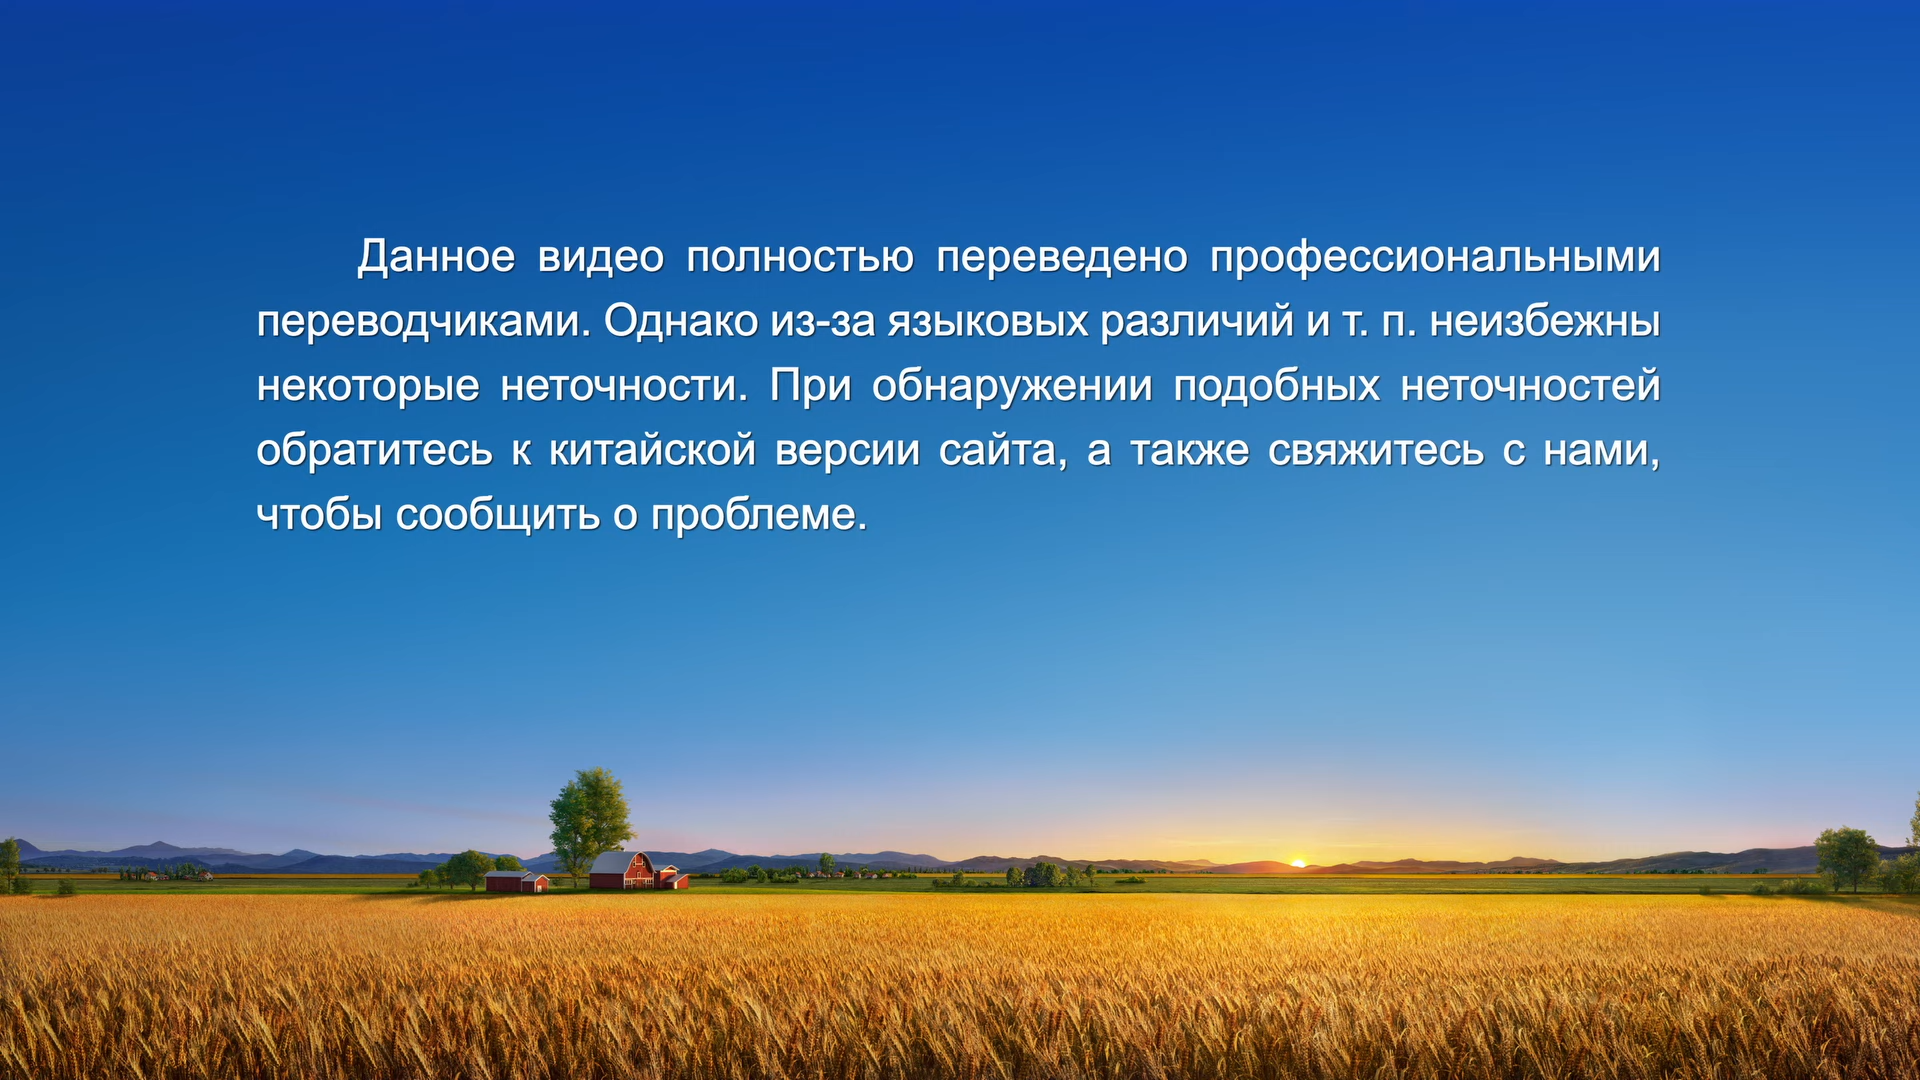 Данное видео полностью переведено профессиональными
переводчиками. Однако из-за языковых различий и т. п. неизбежны
некоторые неточности. При обнаружении подобных неточностей
обратитесь к китайской версии сайта, а также свяжитесь с нами,
чтобы сообщить о проблеме.